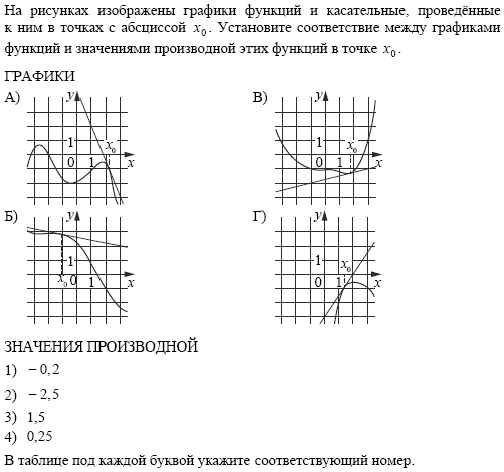 На рисунках изображены графики функций и касательные, проведённые
к ним в точках с абсциссой x₀. Установите соответствие между графиками
функций и значениями производной этих функций в точке x₀.
ГРАФИКИ
А)
y
x₀
1
0
1
x
В)
y
1
x₀
0
1
x
Б)
y
1
x₀
0
1
x
Г)
y
1
x₀
0
1
x
ЗНАЧЕНИЯ ПРОИЗВОДНОЙ
1) −0,2
2) −2,5
3) 1,5
4) 0,25
В таблице под каждой буквой укажите соответствующий номер.